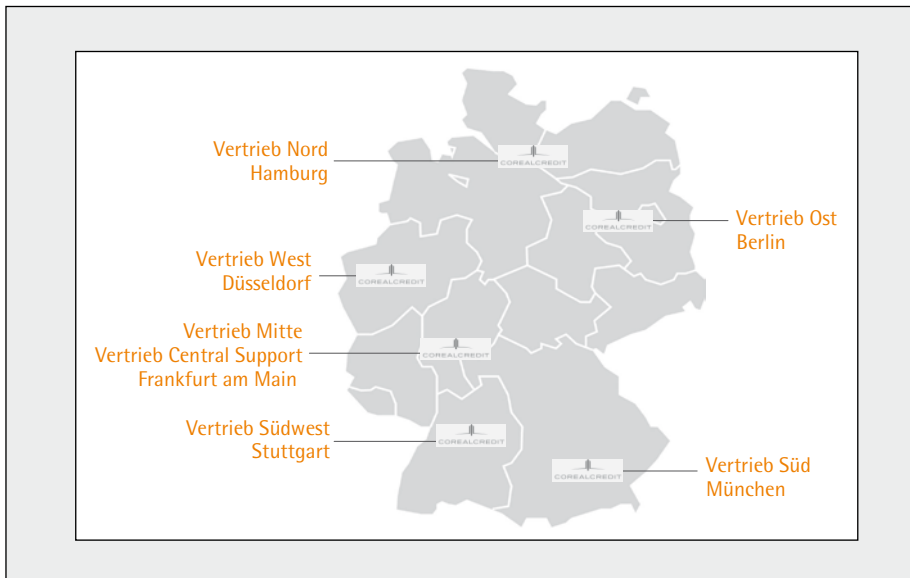 Vertrieb Nord
Hamburg
COREALCREDIT
Vertrieb Ost
Berlin
COREALCREDIT
Vertrieb West
Düsseldorf
COREALCREDIT
Vertrieb Mitte
Vertrieb Central Support
Frankfurt am Main
COREALCREDIT
Vertrieb Südwest
Stuttgart
COREALCREDIT
Vertrieb Süd
München
COREALCREDIT